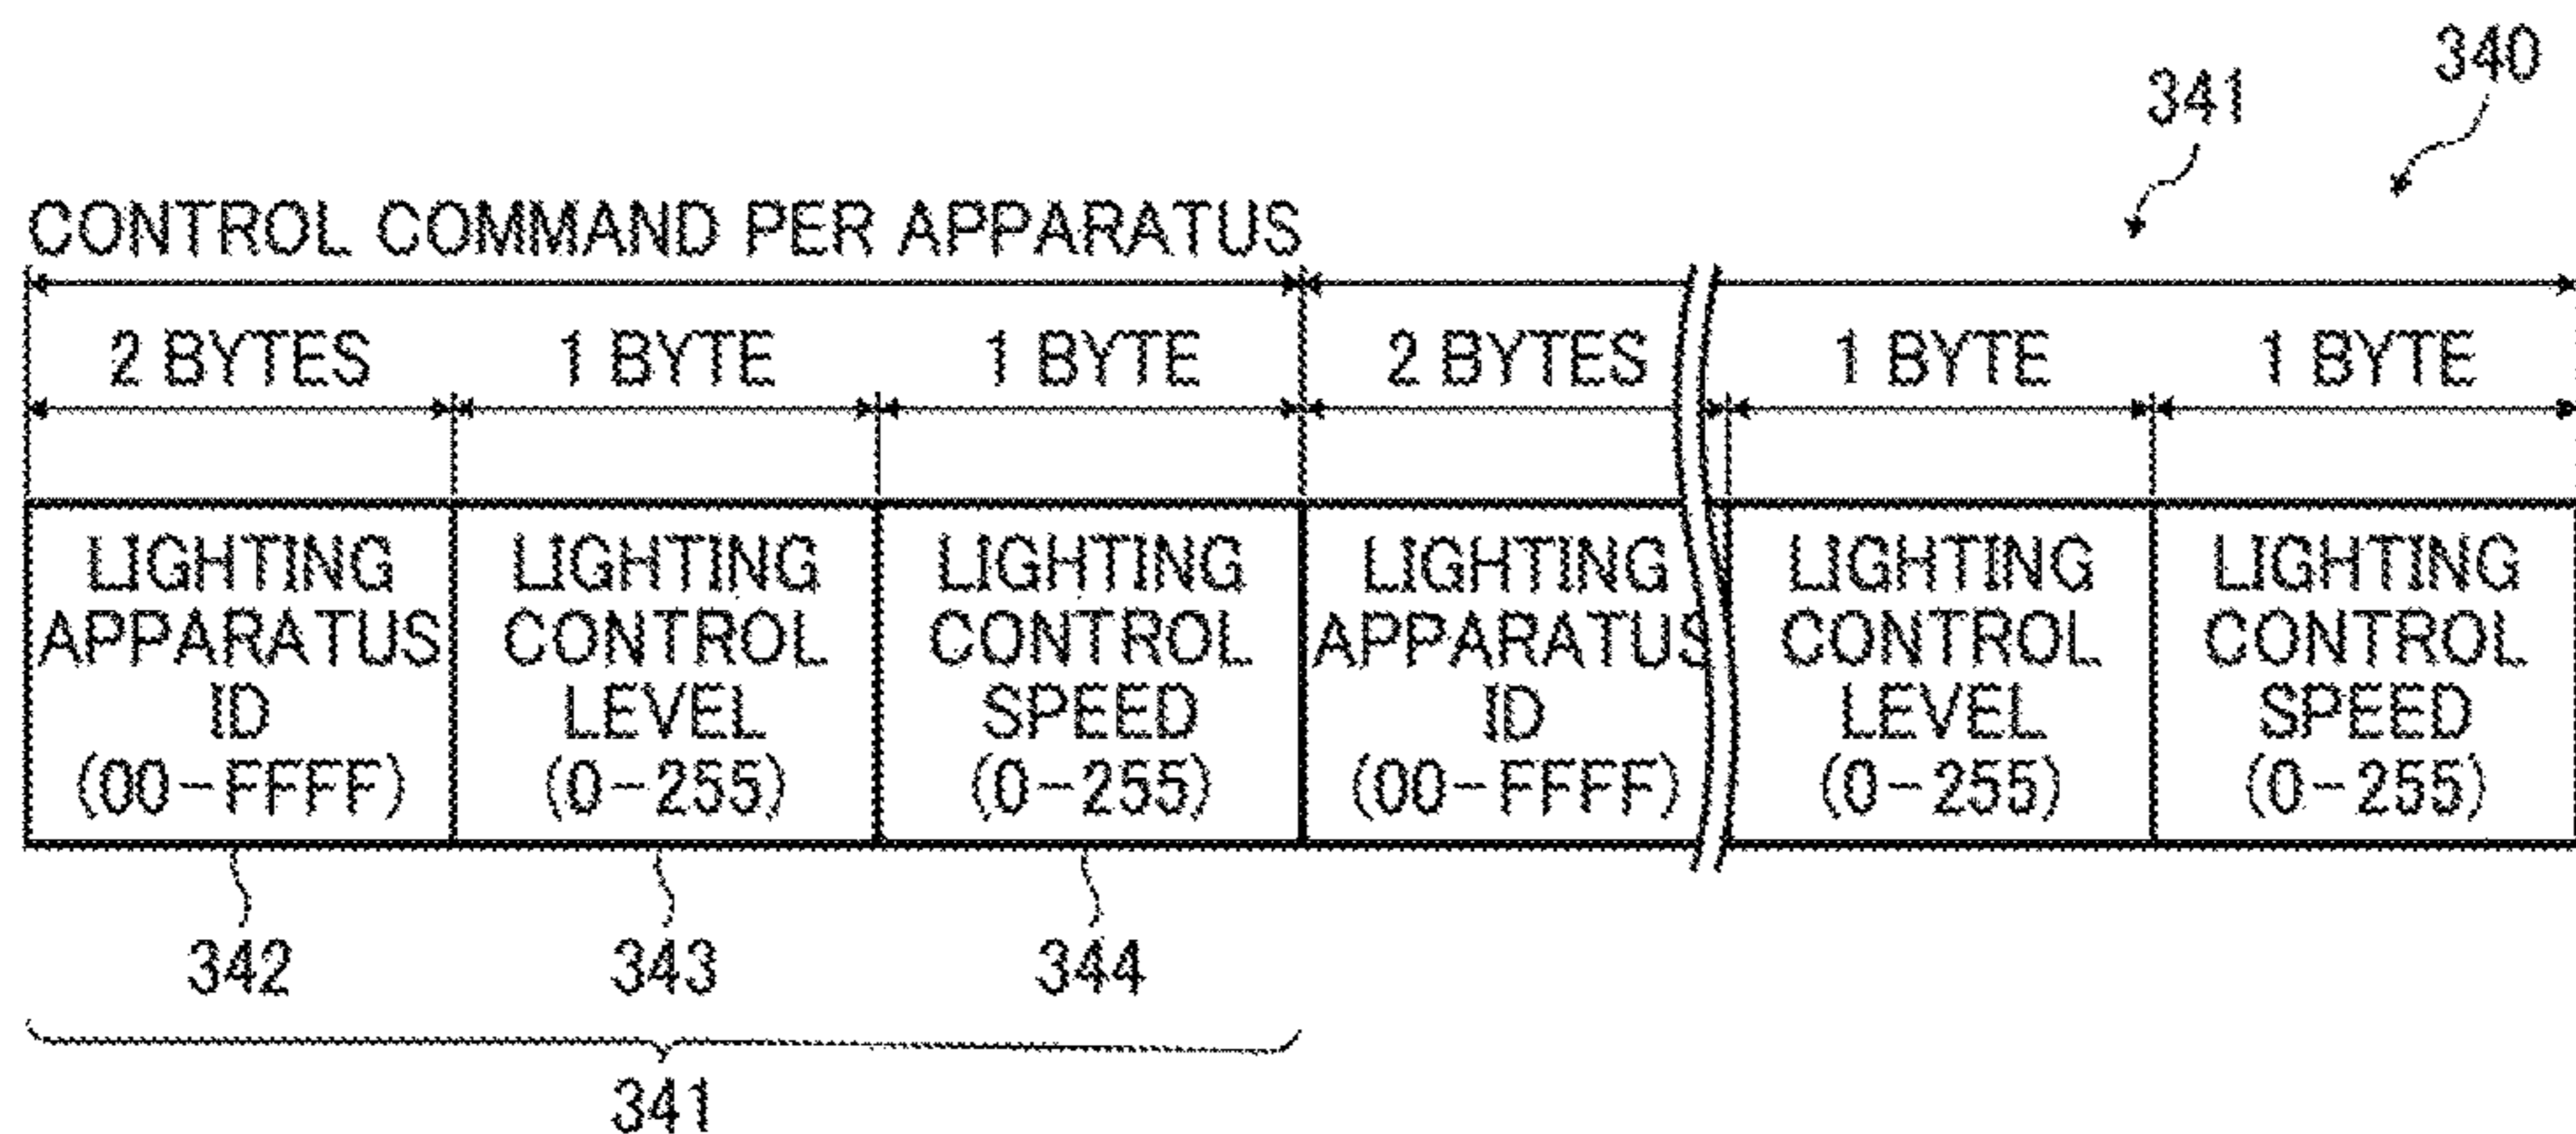 340
341
CONTROL COMMAND PER APPARATUS
2 BYTES 1 BYTE 1 BYTE 2 BYTES 1 BYTE 1 BYTE
LIGHTING LIGHTING LIGHTING LIGHTING LIGHTING LIGHTING
APPARATUS CONTROL CONTROL APPARATUS CONTROL CONTROL
ID LEVEL SPEED ID LEVEL SPEED
(00-FFFF) (0-255) (0-255) (00-FFFF) (0-255) (0-255)
342 343 344
341